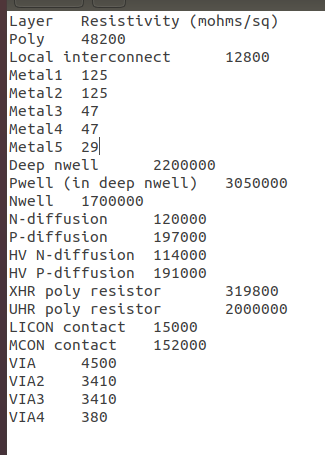 Layer Resistivity (mohms/sq)
Poly 48200
Local interconnect 12800
Metal1 125
Metal2 125
Metal3 47
Metal4 47
Metal5 29
Deep nwell 2200000
Pwell (in deep nwell) 3050000
Nwell 1700000
N-diffusion 120000
P-diffusion 197000
HV N-diffusion 114000
HV P-diffusion 191000
XHR poly resistor 319800
UHR poly resistor 2000000
LICON contact 15000
MCON contact 152000
VIA 4500
VIA2 3410
VIA3 3410
VIA4 380